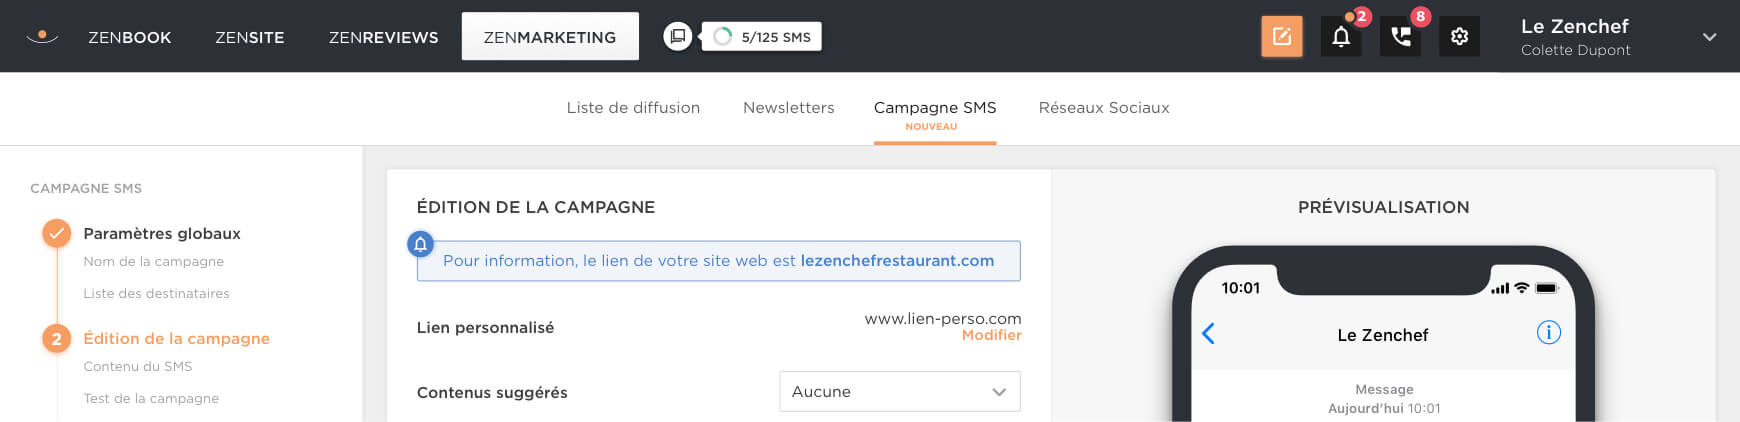 ZENBOOK ZENSITE ZENREVIEWS ZENMARKETING 5/125 SMS 2 8 Le Zenchef
Colette Dupont
Liste de diffusion Newsletters Campagne SMS Réseaux Sociaux
NOUVEAU
CAMPAGNE SMS
Paramètres globaux
Nom de la campagne
Liste des destinataires
2 Édition de la campagne
Contenu du SMS
Test de la campagne
ÉDITION DE LA CAMPAGNE
Pour information, le lien de votre site web est lezenchefrestaurant.com
Lien personnalisé www.lien-perso.com
Modifier
Contenus suggérés Aucune
PRÉVISUALISATION
10:01
Le Zenchef
Message
Aujourd'hui 10:01